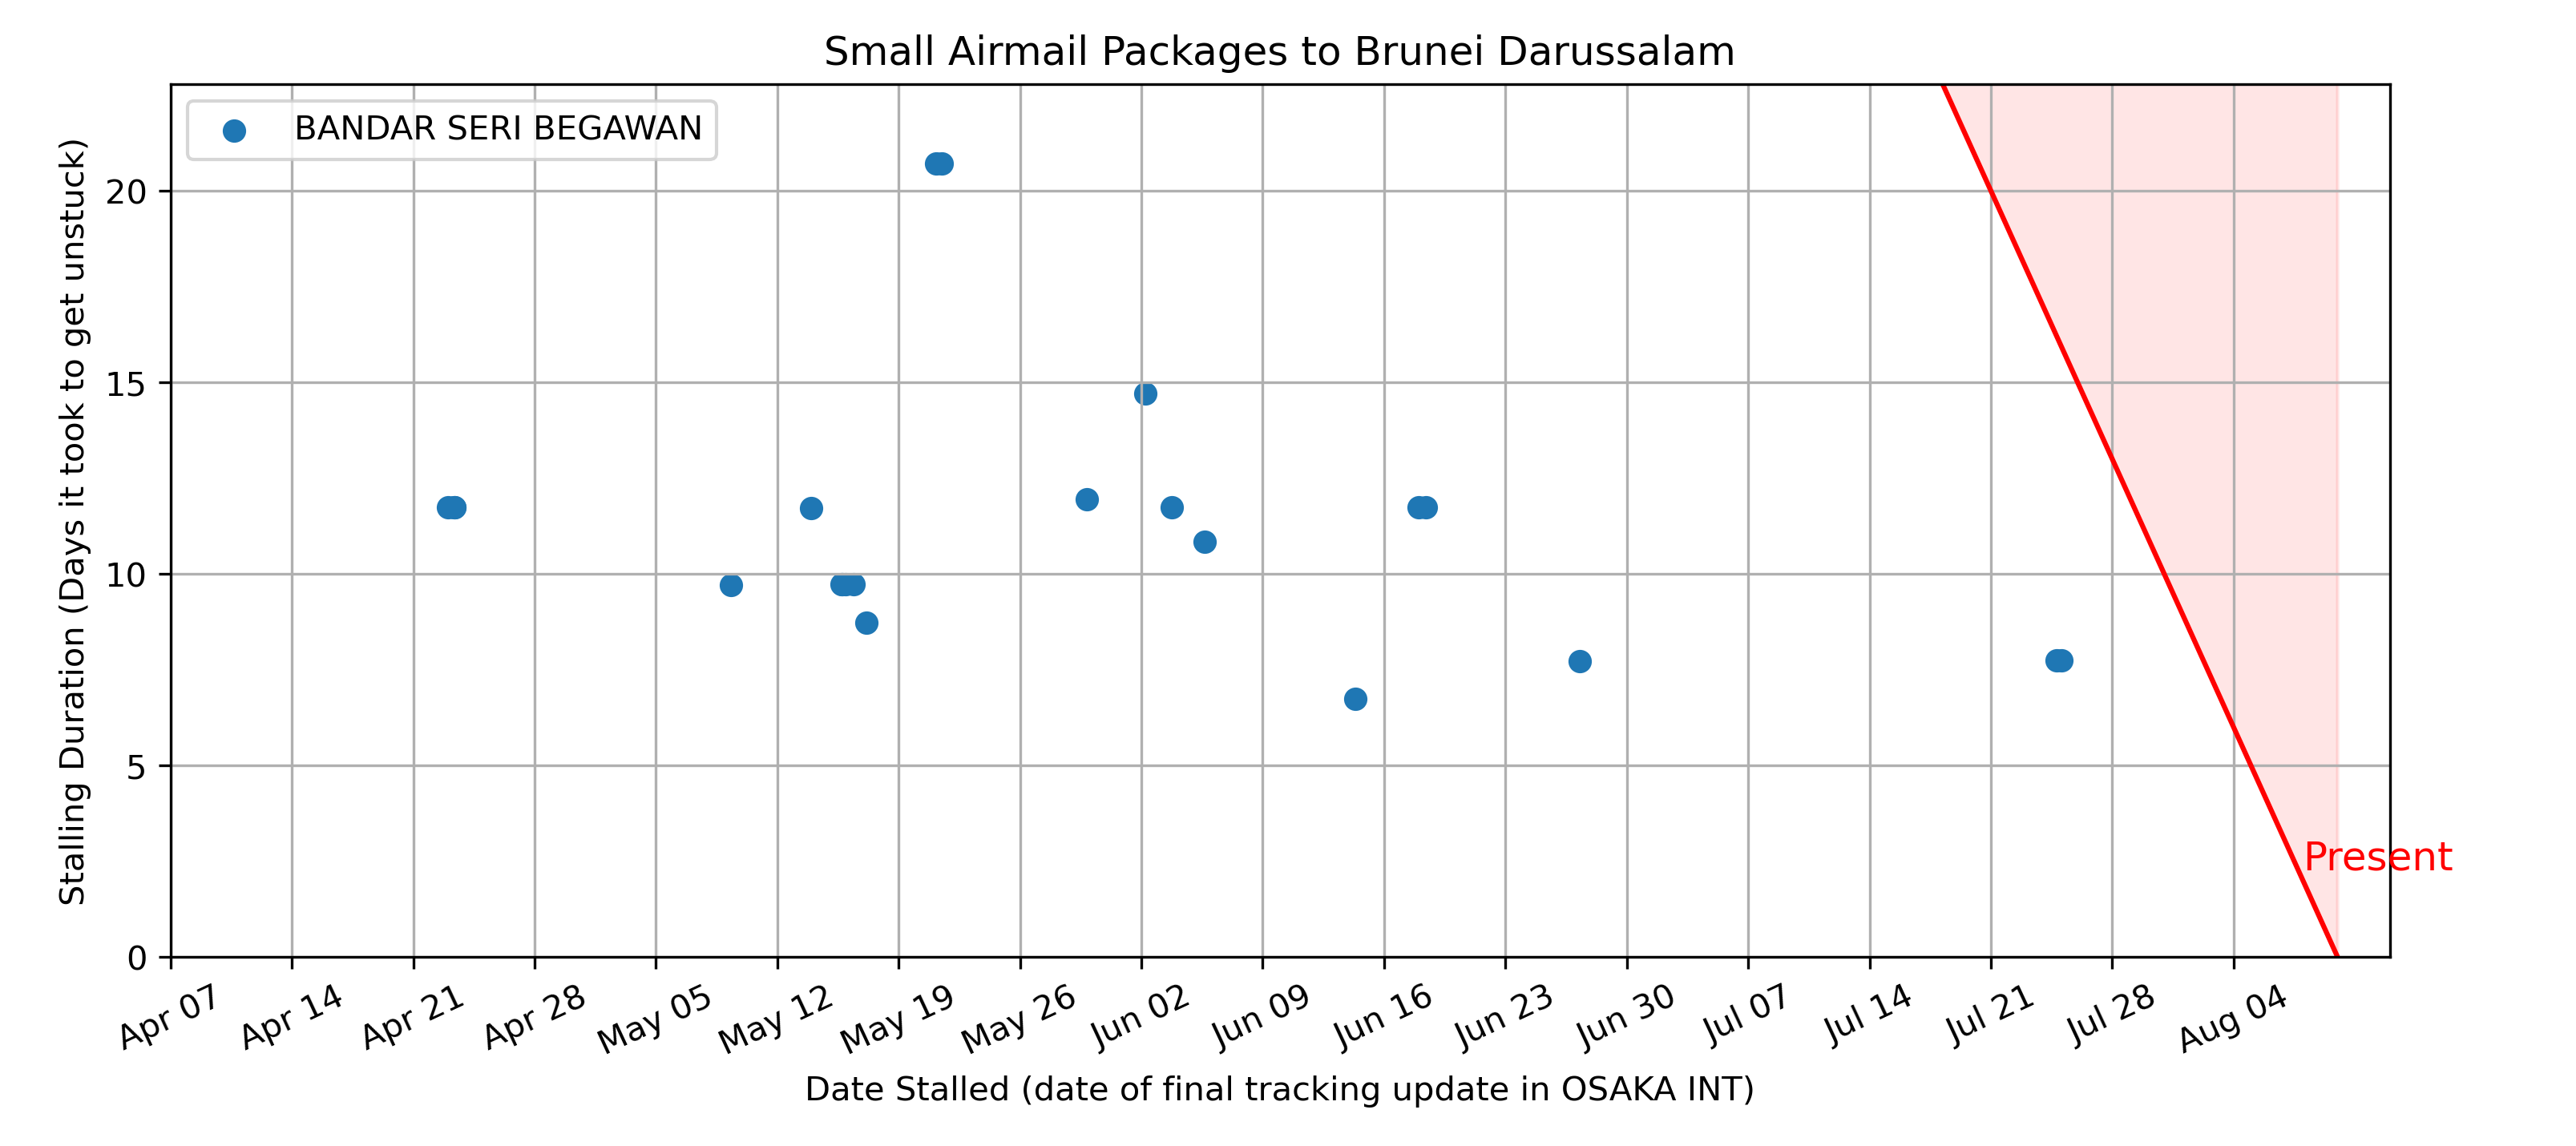 Small Airmail Packages to Brunei Darussalam
BANDAR SERI BEGAWAN
Stalling Duration (Days it took to get unstuck)
20
15
10
5
0
Present
Apr 07
Apr 14
Apr 21
Apr 28
May 05
May 12
May 19
May 26
Jun 02
Jun 09
Jun 16
Jun 23
Jun 30
Jul 07
Jul 14
Jul 21
Jul 28
Aug 04
Date Stalled (date of final tracking update in OSAKA INT)